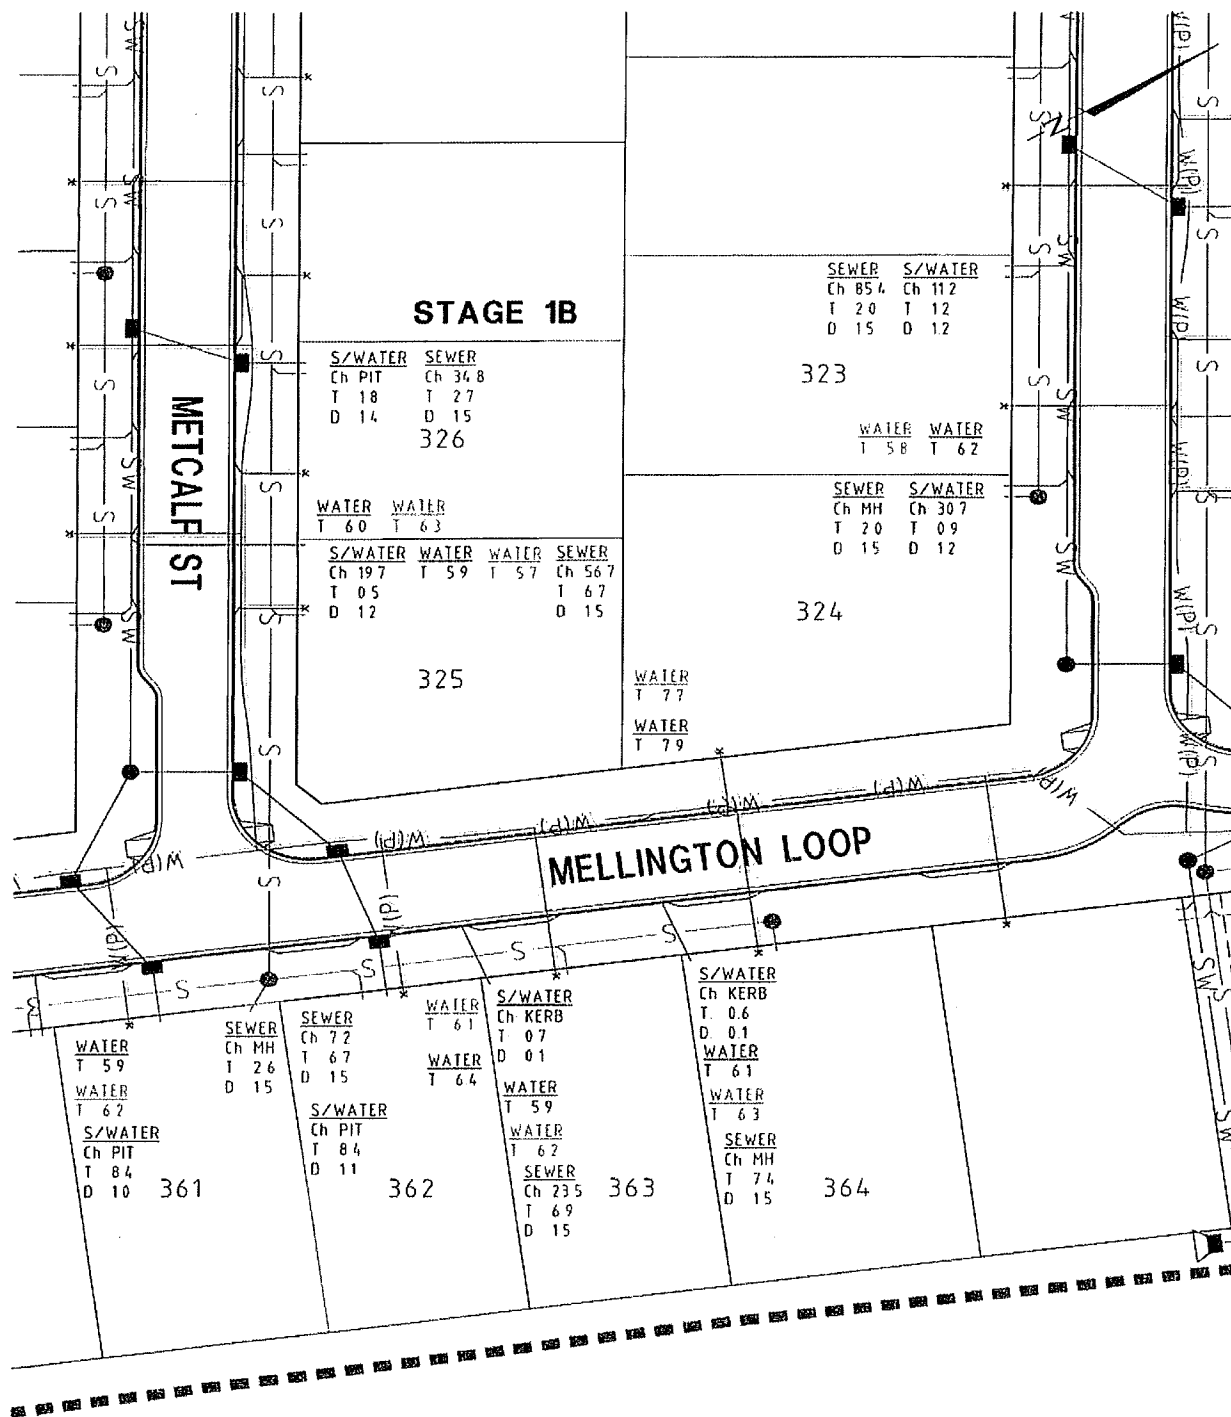 STAGE 1B
METCALF ST
MELLINGTON LOOP
N
SEWER S/WATER
Ch 85.4 Ch 11.2
T 2.0 T 1.2
D 1.5 D 1.2
323
WATER WATER
T 5.8 T 6.2
S/WATER SEWER
Ch PIT Ch 34.8
T 1.8 T 2.7
D 1.4 D 1.5
326
WATER WATER
T 6.0 T 6.3
SEWER S/WATER
Ch MH Ch 30.7
T 2.0 T 0.9
D 1.5 D 1.2
324
WATER
T 7.7
WATER
T 7.9
S/WATER WATER WATER SEWER
Ch 19.7 T 5.9 T 5.7 Ch 56.7
T 0.5 T 6.7
D 1.2 D 1.5
325
WATER
T 5.9
WATER
T 6.2
S/WATER
Ch PIT
T 8.4
D 1.0
361
SEWER
Ch MH
T 2.6
D 1.5
SEWER
Ch 7.2
T 6.7
D 1.5
S/WATER
Ch PIT
T 8.4
D 1.1
362
WATER
T 6.1
WATER
T 6.4
S/WATER
Ch KERB
T 0.7
D 0.1
WATER
T 5.9
WATER
T 6.2
SEWER
Ch 23.5
T 6.9
D 1.5
363
S/WATER
Ch KERB
T. 0.6
D. 0.1
WATER
T 6.1
WATER
T 6.3
SEWER
Ch MH
T 7.4
D 1.5
364
SW
S
W(P)